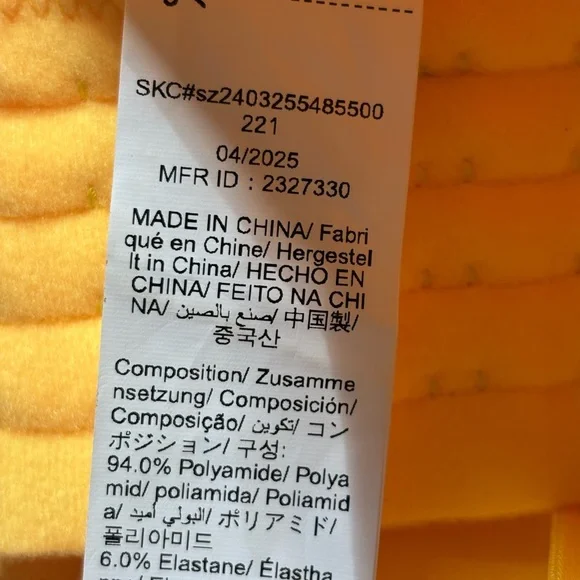 SKC#sz2403255485500
221
04/2025
MFR ID : 2327330
MADE IN CHINA/ Fabri
qué en Chine/ Hergestel
lt in China/ HECHO EN
CHINA/ FEITO NA CHI
NA/ صنع بالصين/ 中国製/
중국산
Composition/ Zusamme
nsetzung/ Composición/
Composição/ تكوين/ コン
ポジション/ 구성:
94.0% Polyamide/ Polya
mid/ poliamida/ Poliamid
a/ البولي أميد/ ポリアミド/
폴리아미드
6.0% Elastane/ Élastha